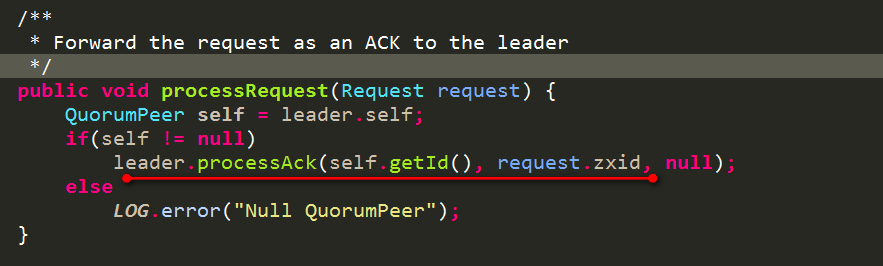 /**
 * Forward the request as an ACK to the leader
 */
public void processRequest(Request request) {
    QuorumPeer self = leader.self;
    if(self != null)
        leader.processAck(self.getId(), request.zxid, null);
    else
        LOG.error("Null QuorumPeer");
}